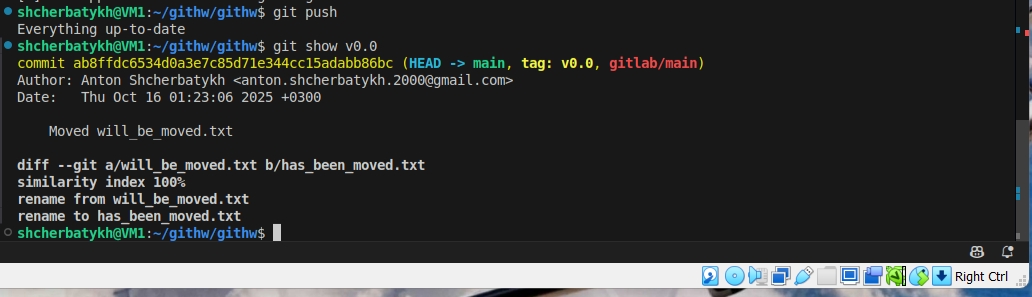 shcherbatykh@VM1:~/githw/githw$ git push
Everything up-to-date
shcherbatykh@VM1:~/githw/githw$ git show v0.0
commit ab8ffdc6534d0a3e7c85d71e344cc15adabb86bc (HEAD -> main, tag: v0.0, gitlab/main)
Author: Anton Shcherbatykh <anton.shcherbatykh.2000@gmail.com>
Date:   Thu Oct 16 01:23:06 2025 +0300
    Moved will_be_moved.txt
diff --git a/will_be_moved.txt b/has_been_moved.txt
similarity index 100%
rename from will_be_moved.txt
rename to has_been_moved.txt
shcherbatykh@VM1:~/githw/githw$
Right Ctrl